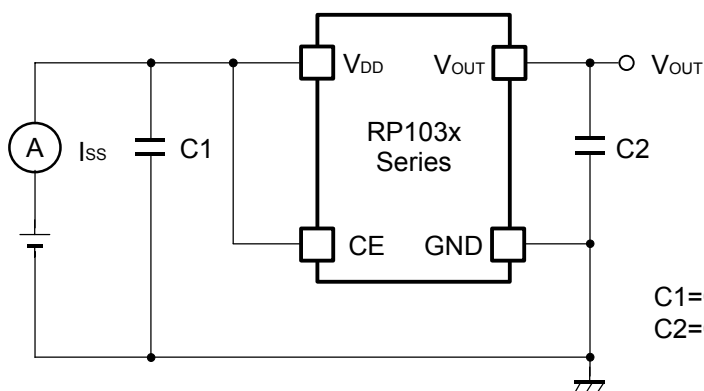 VDD
VOUT
VOUT
RP103x
Series
A
ISS
C1
C2
CE
GND
C1=
C2=